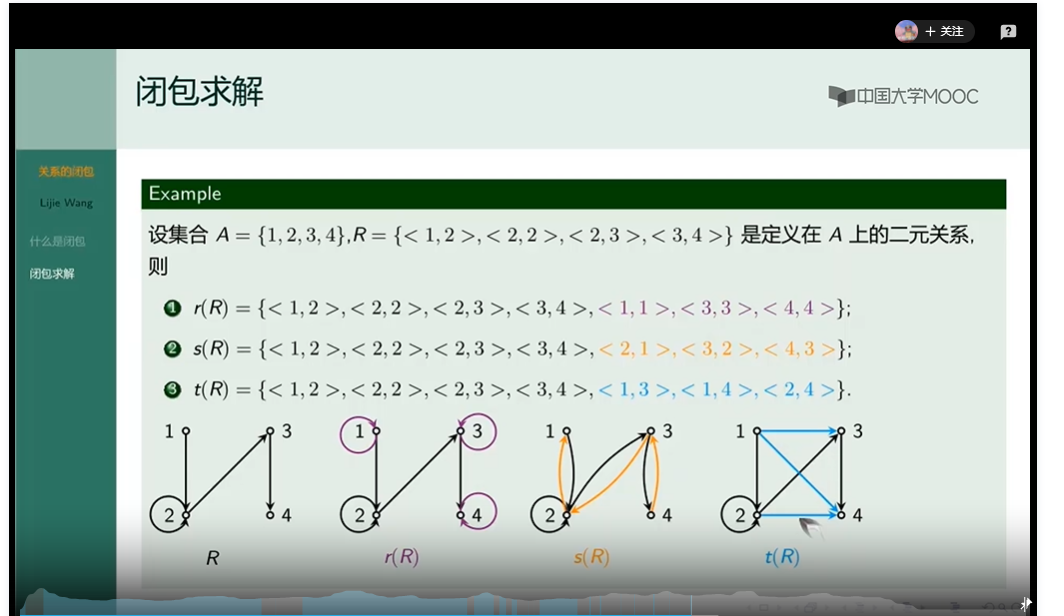 + 关注
?
闭包求解
中国大学MOOC
关系的闭包
Lijie Wang
什么是闭包
闭包求解
Example
设集合 A = {1, 2, 3, 4},R = {< 1, 2 >, < 2, 2 >, < 2, 3 >, < 3, 4 >} 是定义在 A 上的二元关系,
则
1 r(R) = {< 1, 2 >, < 2, 2 >, < 2, 3 >, < 3, 4 >, < 1, 1 >, < 3, 3 >, < 4, 4 >};
2 s(R) = {< 1, 2 >, < 2, 2 >, < 2, 3 >, < 3, 4 >, < 2, 1 >, < 3, 2 >, < 4, 3 >};
3 t(R) = {< 1, 2 >, < 2, 2 >, < 2, 3 >, < 3, 4 >, < 1, 3 >, < 1, 4 >, < 2, 4 >}.
1 3 1 3 1 3 1 3
2 4 2 4 2 4 2 4
R r(R) s(R) t(R)